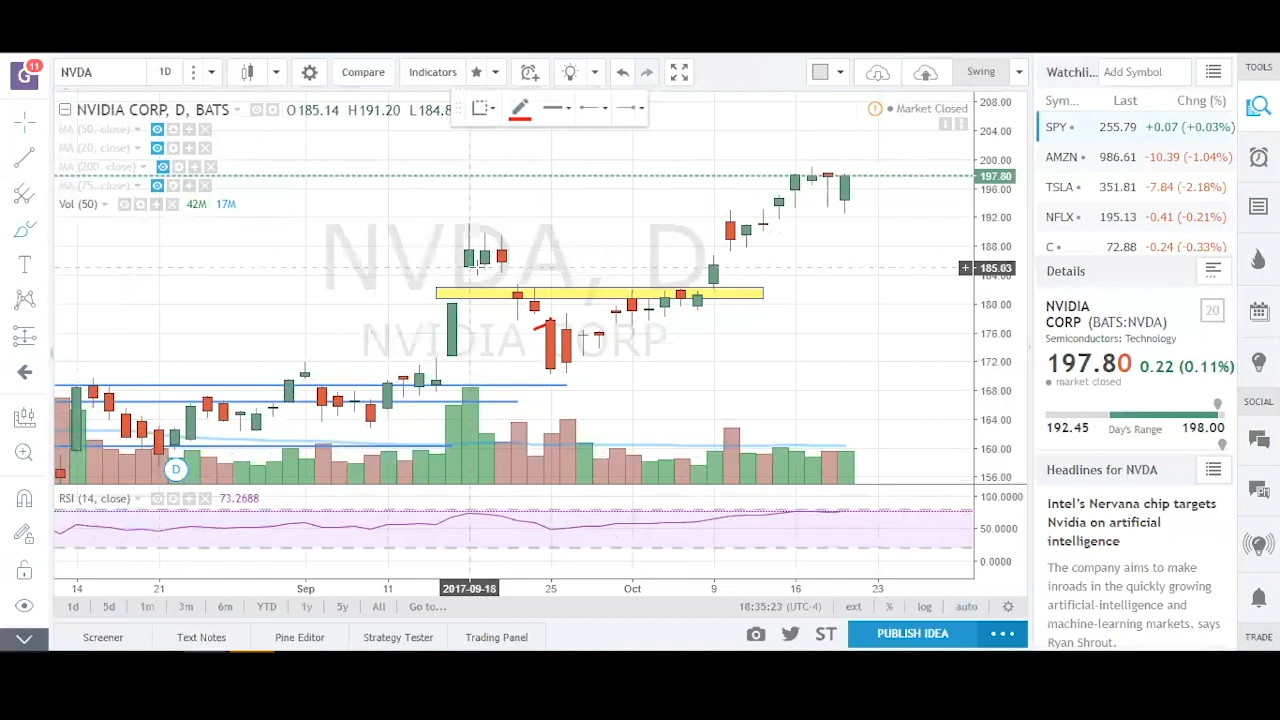 11
NVDA 1D Compare Indicators Swing
NVIDIA CORP, D, BATS O185.14 H191.20 L184.8
Market Closed
MA (50, close)
MA (20, close)
MA (200, close)
MA (75, close)
Vol (50) 42M 17M
NVDA, D
NVIDIA CORP
208.00
204.00
200.00
197.80
196.00
192.00
188.00
185.03
180.00
176.00
172.00
168.00
164.00
160.00
156.00
D
RSI (14, close) 73.2688
100.0000
50.0000
0.0000
14 21 Sep 11 2017-09-18 25 Oct 9 16 23
1d 5d 1m 3m 6m YTD 1y 5y All Go to... 18:35:23 (UTC-4) ext % log auto
Screener Text Notes Pine Editor Strategy Tester Trading Panel ST PUBLISH IDEA
Watchli... Add Symbol
Sym... Last Chng (%)
SPY 255.79 +0.07 (+0.03%)
AMZN 986.61 -10.39 (-1.04%)
TSLA 351.81 -7.84 (-2.18%)
NFLX 195.13 -0.41 (-0.21%)
C 72.88 -0.24 (-0.33%)
Details
NVIDIA 20
CORP (BATS:NVDA)
Semiconductors: Technology
197.80 0.22 (0.11%)
market closed
192.45 Day's Range 198.00
Headlines for NVDA
Intel's Nervana chip targets
Nvidia on artificial
intelligence
The company aims to make
inroads in the quickly growing
artificial-intelligence and
machine-learning markets, says
Ryan Shrout.
TOOLS
SOCIAL
TRADE